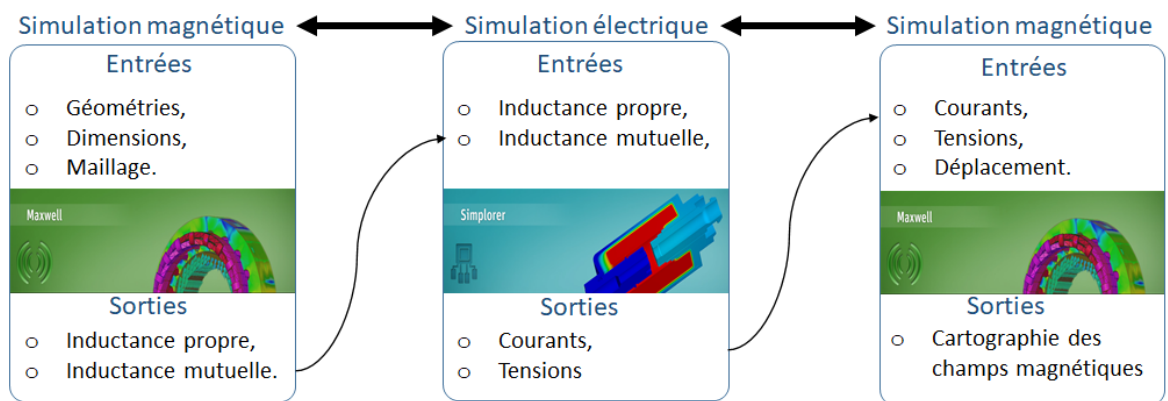 Simulation magnétique
Entrées
o Géométries,
o Dimensions,
o Maillage.
Maxwell
Sorties
o Inductance propre,
o Inductance mutuelle.
Simulation électrique
Entrées
o Inductance propre,
o Inductance mutuelle,
Simplorer
Sorties
o Courants,
o Tensions
Simulation magnétique
Entrées
o Courants,
o Tensions,
o Déplacement.
Maxwell
Sorties
o Cartographie des
champs magnétiques